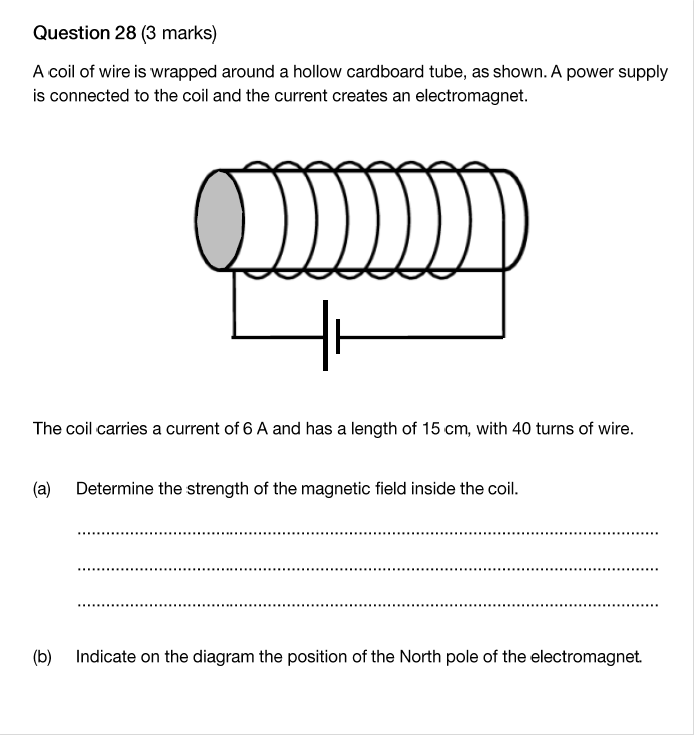 Question 28 (3 marks)
A coil of wire is wrapped around a hollow cardboard tube, as shown. A power supply
is connected to the coil and the current creates an electromagnet.
The coil carries a current of 6 A and has a length of 15 cm, with 40 turns of wire.
(a) Determine the strength of the magnetic field inside the coil.
(b) Indicate on the diagram the position of the North pole of the electromagnet.